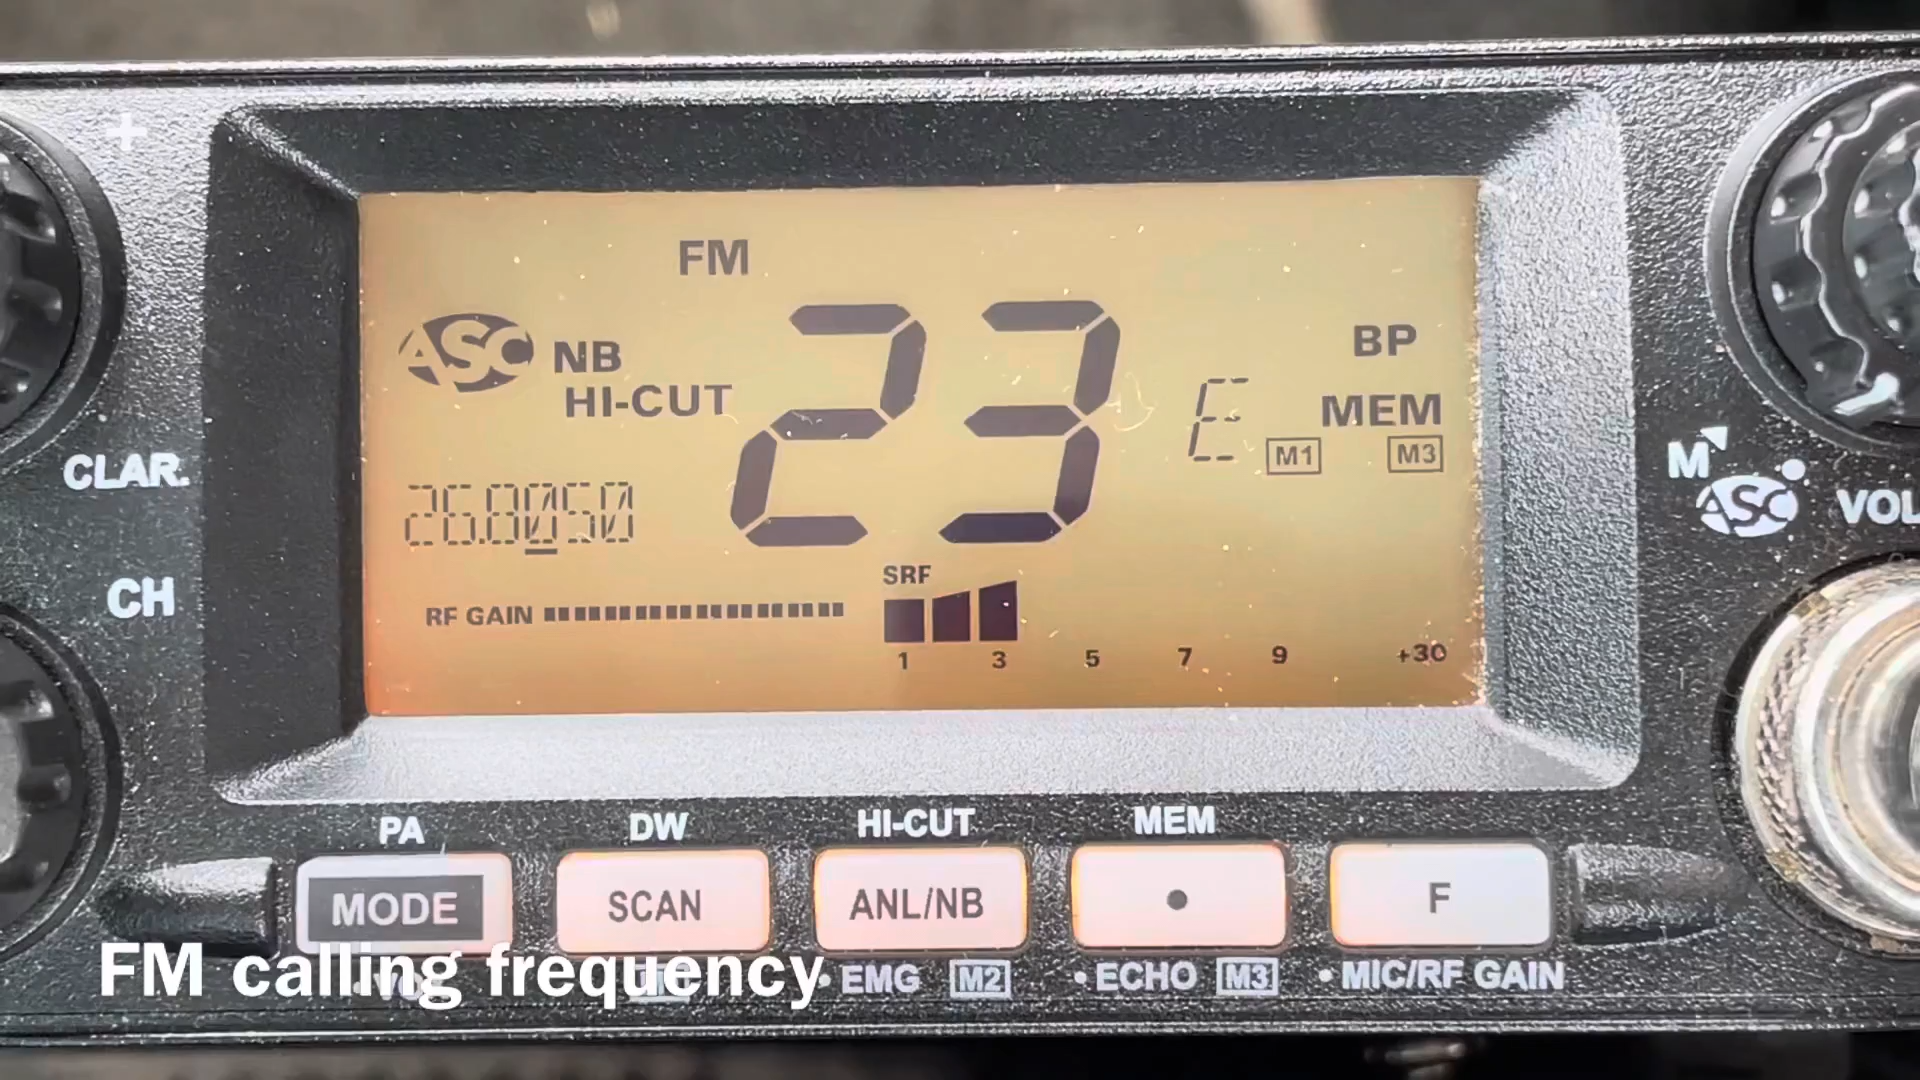 +
FM
ASC
NB
HI-CUT
23
E
BP
MEM
M1 M3
26.8050
SRF
RF GAIN
1 3 5 7 9 +30
CLAR.
CH
M
ASC
VOL
PA DW HI-CUT MEM
MODE SCAN ANL/NB • F
FM calling frequency
• EMG M2 • ECHO M3 • MIC/RF GAIN